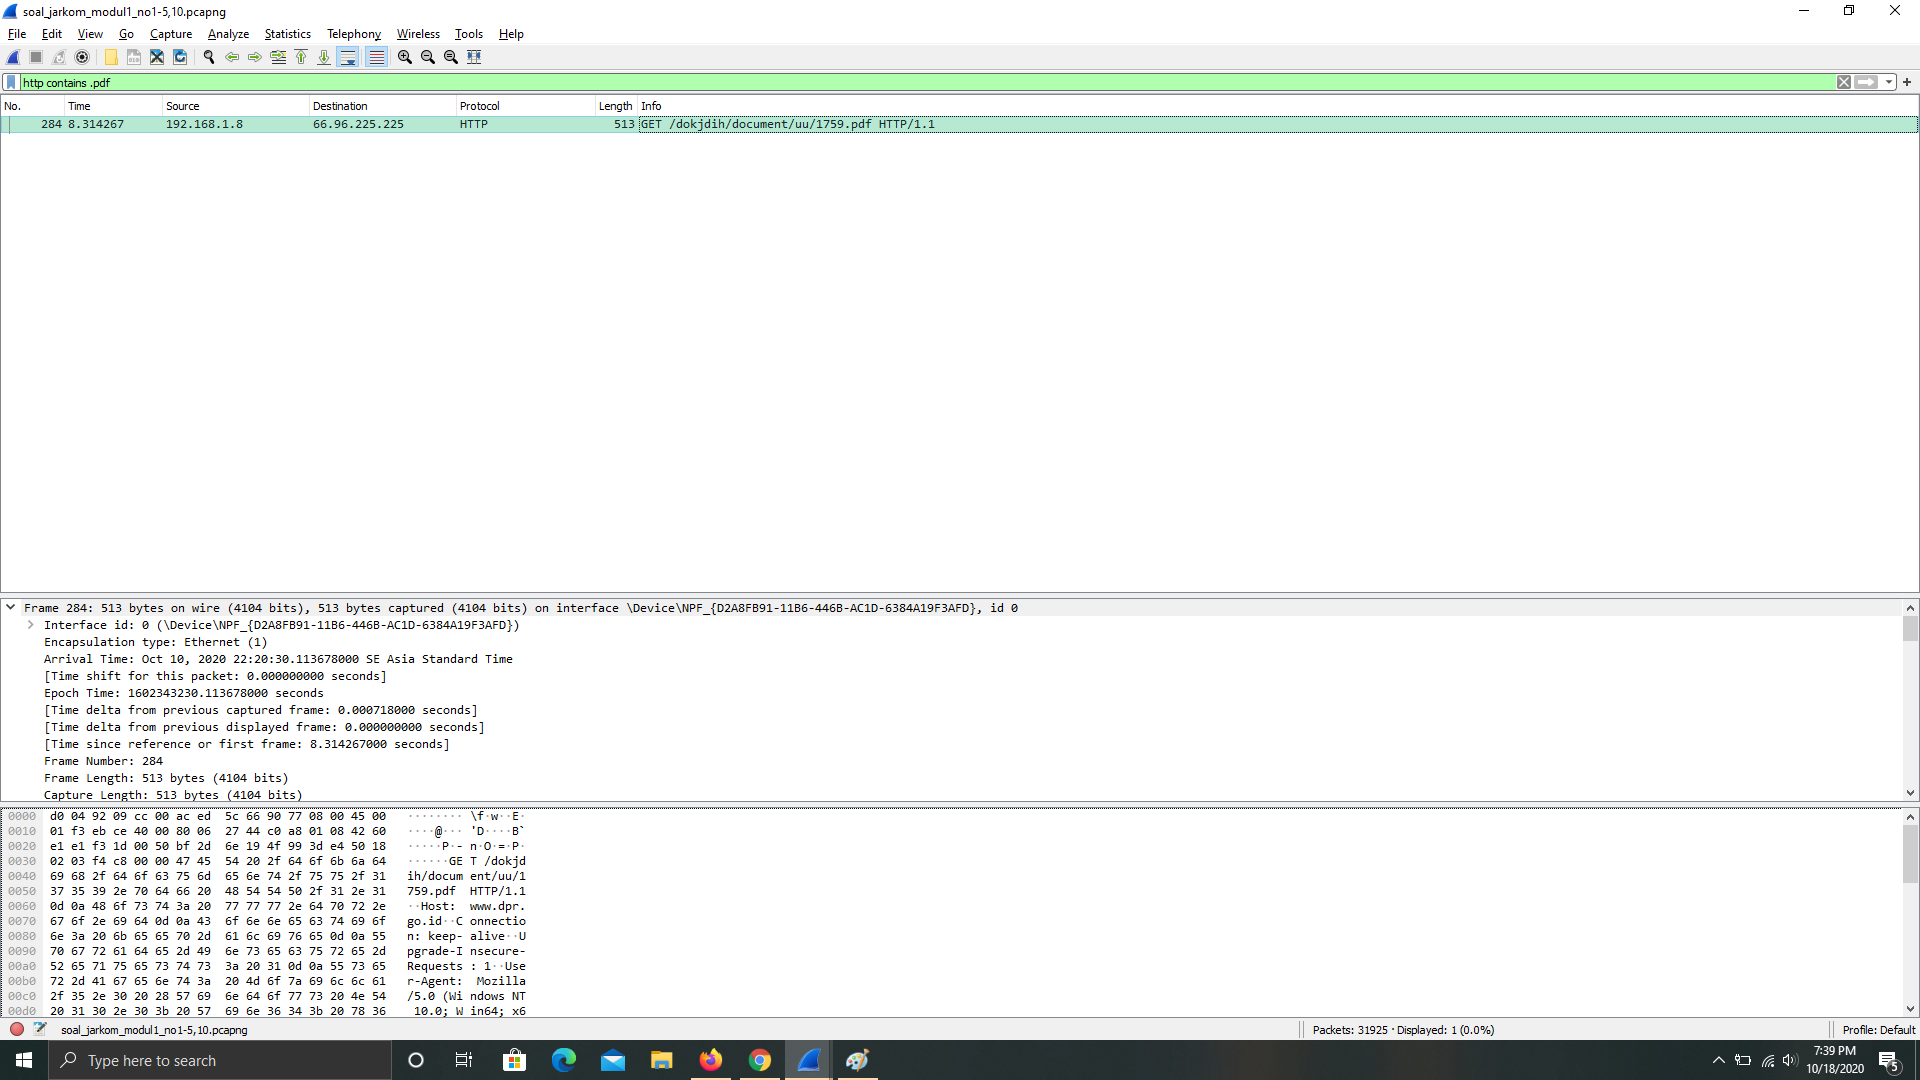 soal_jarkom_modul1_no1-5,10.pcapng
File Edit View Go Capture Analyze Statistics Telephony Wireless Tools Help
http contains .pdf
No. Time Source Destination Protocol Length Info
284 8.314267 192.168.1.8 66.96.225.225 HTTP 513 GET /dokjdih/document/uu/1759.pdf HTTP/1.1
Frame 284: 513 bytes on wire (4104 bits), 513 bytes captured (4104 bits) on interface \Device\NPF_{D2A8FB91-11B6-446B-AC1D-6384A19F3AFD}, id 0
Interface id: 0 (\Device\NPF_{D2A8FB91-11B6-446B-AC1D-6384A19F3AFD})
Encapsulation type: Ethernet (1)
Arrival Time: Oct 10, 2020 22:20:30.113678000 SE Asia Standard Time
[Time shift for this packet: 0.000000000 seconds]
Epoch Time: 1602343230.113678000 seconds
[Time delta from previous captured frame: 0.000718000 seconds]
[Time delta from previous displayed frame: 0.000000000 seconds]
[Time since reference or first frame: 8.314267000 seconds]
Frame Number: 284
Frame Length: 513 bytes (4104 bits)
Capture Length: 513 bytes (4104 bits)
0000 d0 04 92 09 cc 00 ac ed 5c 66 90 77 08 00 45 00 ········ \f·w··E·
0010 01 f3 eb ce 40 00 80 06 27 44 c0 a8 01 08 42 60 ····@··· 'D····B`
0020 e1 e1 f3 1d 00 50 bf 2d 6e 19 4f 99 3d e4 50 18 ·····P·- n·O·=·P·
0030 02 03 f4 c8 00 00 47 45 54 20 2f 64 6f 6b 6a 64 ······GE T /dokjd
0040 69 68 2f 64 6f 63 75 6d 65 6e 74 2f 75 75 2f 31 ih/docum ent/uu/1
0050 37 35 39 2e 70 64 66 20 48 54 54 50 2f 31 2e 31 759.pdf HTTP/1.1
0060 0d 0a 48 6f 73 74 3a 20 77 77 77 2e 64 70 72 2e ··Host: www.dpr.
0070 67 6f 2e 69 64 0d 0a 43 6f 6e 6e 65 63 74 69 6f go.id··C onnectio
0080 6e 3a 20 6b 65 65 70 2d 61 6c 69 76 65 0d 0a 55 n: keep- alive··U
0090 70 67 72 61 64 65 2d 49 6e 73 65 63 75 72 65 2d pgrade-I nsecure-
00a0 52 65 71 75 65 73 74 73 3a 20 31 0d 0a 55 73 65 Requests : 1··Use
00b0 72 2d 41 67 65 6e 74 3a 20 4d 6f 7a 69 6c 6c 61 r-Agent: Mozilla
00c0 2f 35 2e 30 20 28 57 69 6e 64 6f 77 73 20 4e 54 /5.0 (Wi ndows NT
00d0 20 31 30 2e 30 3b 20 57 69 6e 36 34 3b 20 78 36 10.0; W in64; x6
soal_jarkom_modul1_no1-5,10.pcapng Packets: 31925 · Displayed: 1 (0.0%) Profile: Default
Type here to search
7:39 PM
10/18/2020
5